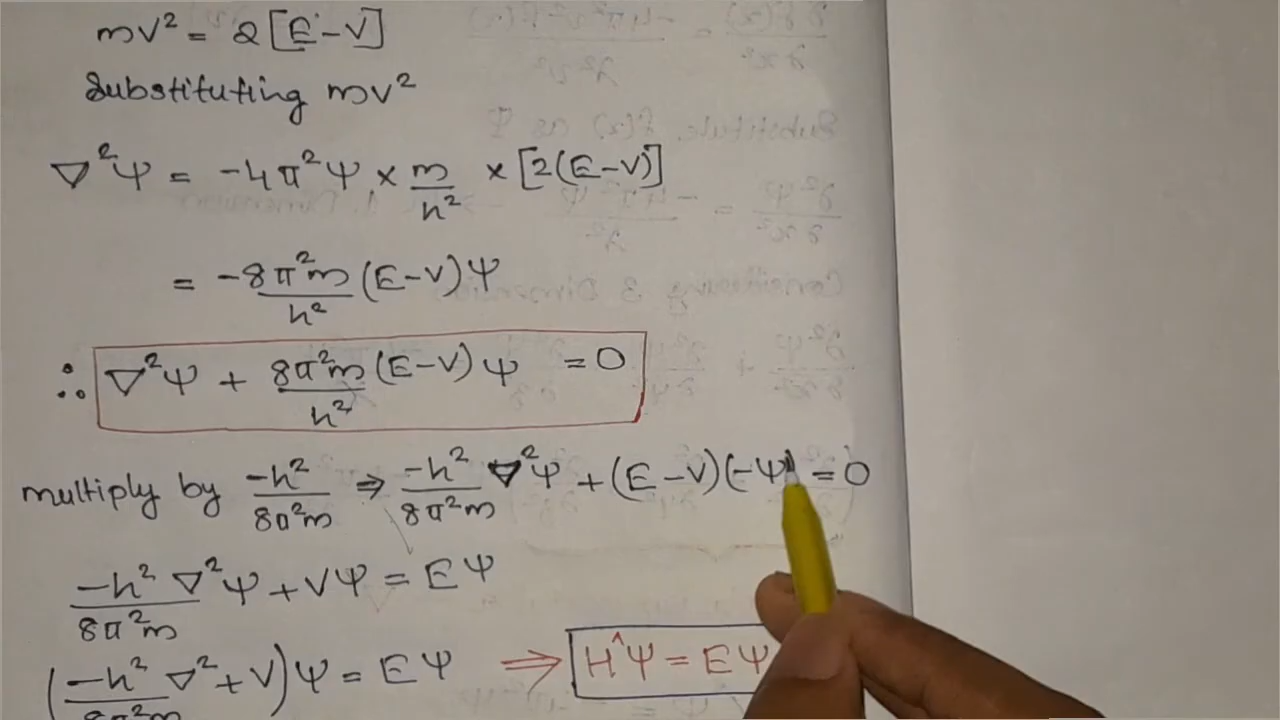 mv² = 2[E-V]
Substituting mv²
∇²Ψ = -4π²Ψ × m/h² × [2(E-V)]
= -8π²m/h² (E-V)Ψ
∴ ∇²Ψ + 8π²m/h² (E-V)Ψ = 0
multiply by -h²/8π²m ⇒ -h²/8π²m ∇²Ψ + (E-V)(-Ψ) = 0
-h²/8π²m ∇²Ψ + VΨ = EΨ
(-h²/8π²m ∇² + V)Ψ = EΨ ⇒ ĤΨ = EΨ